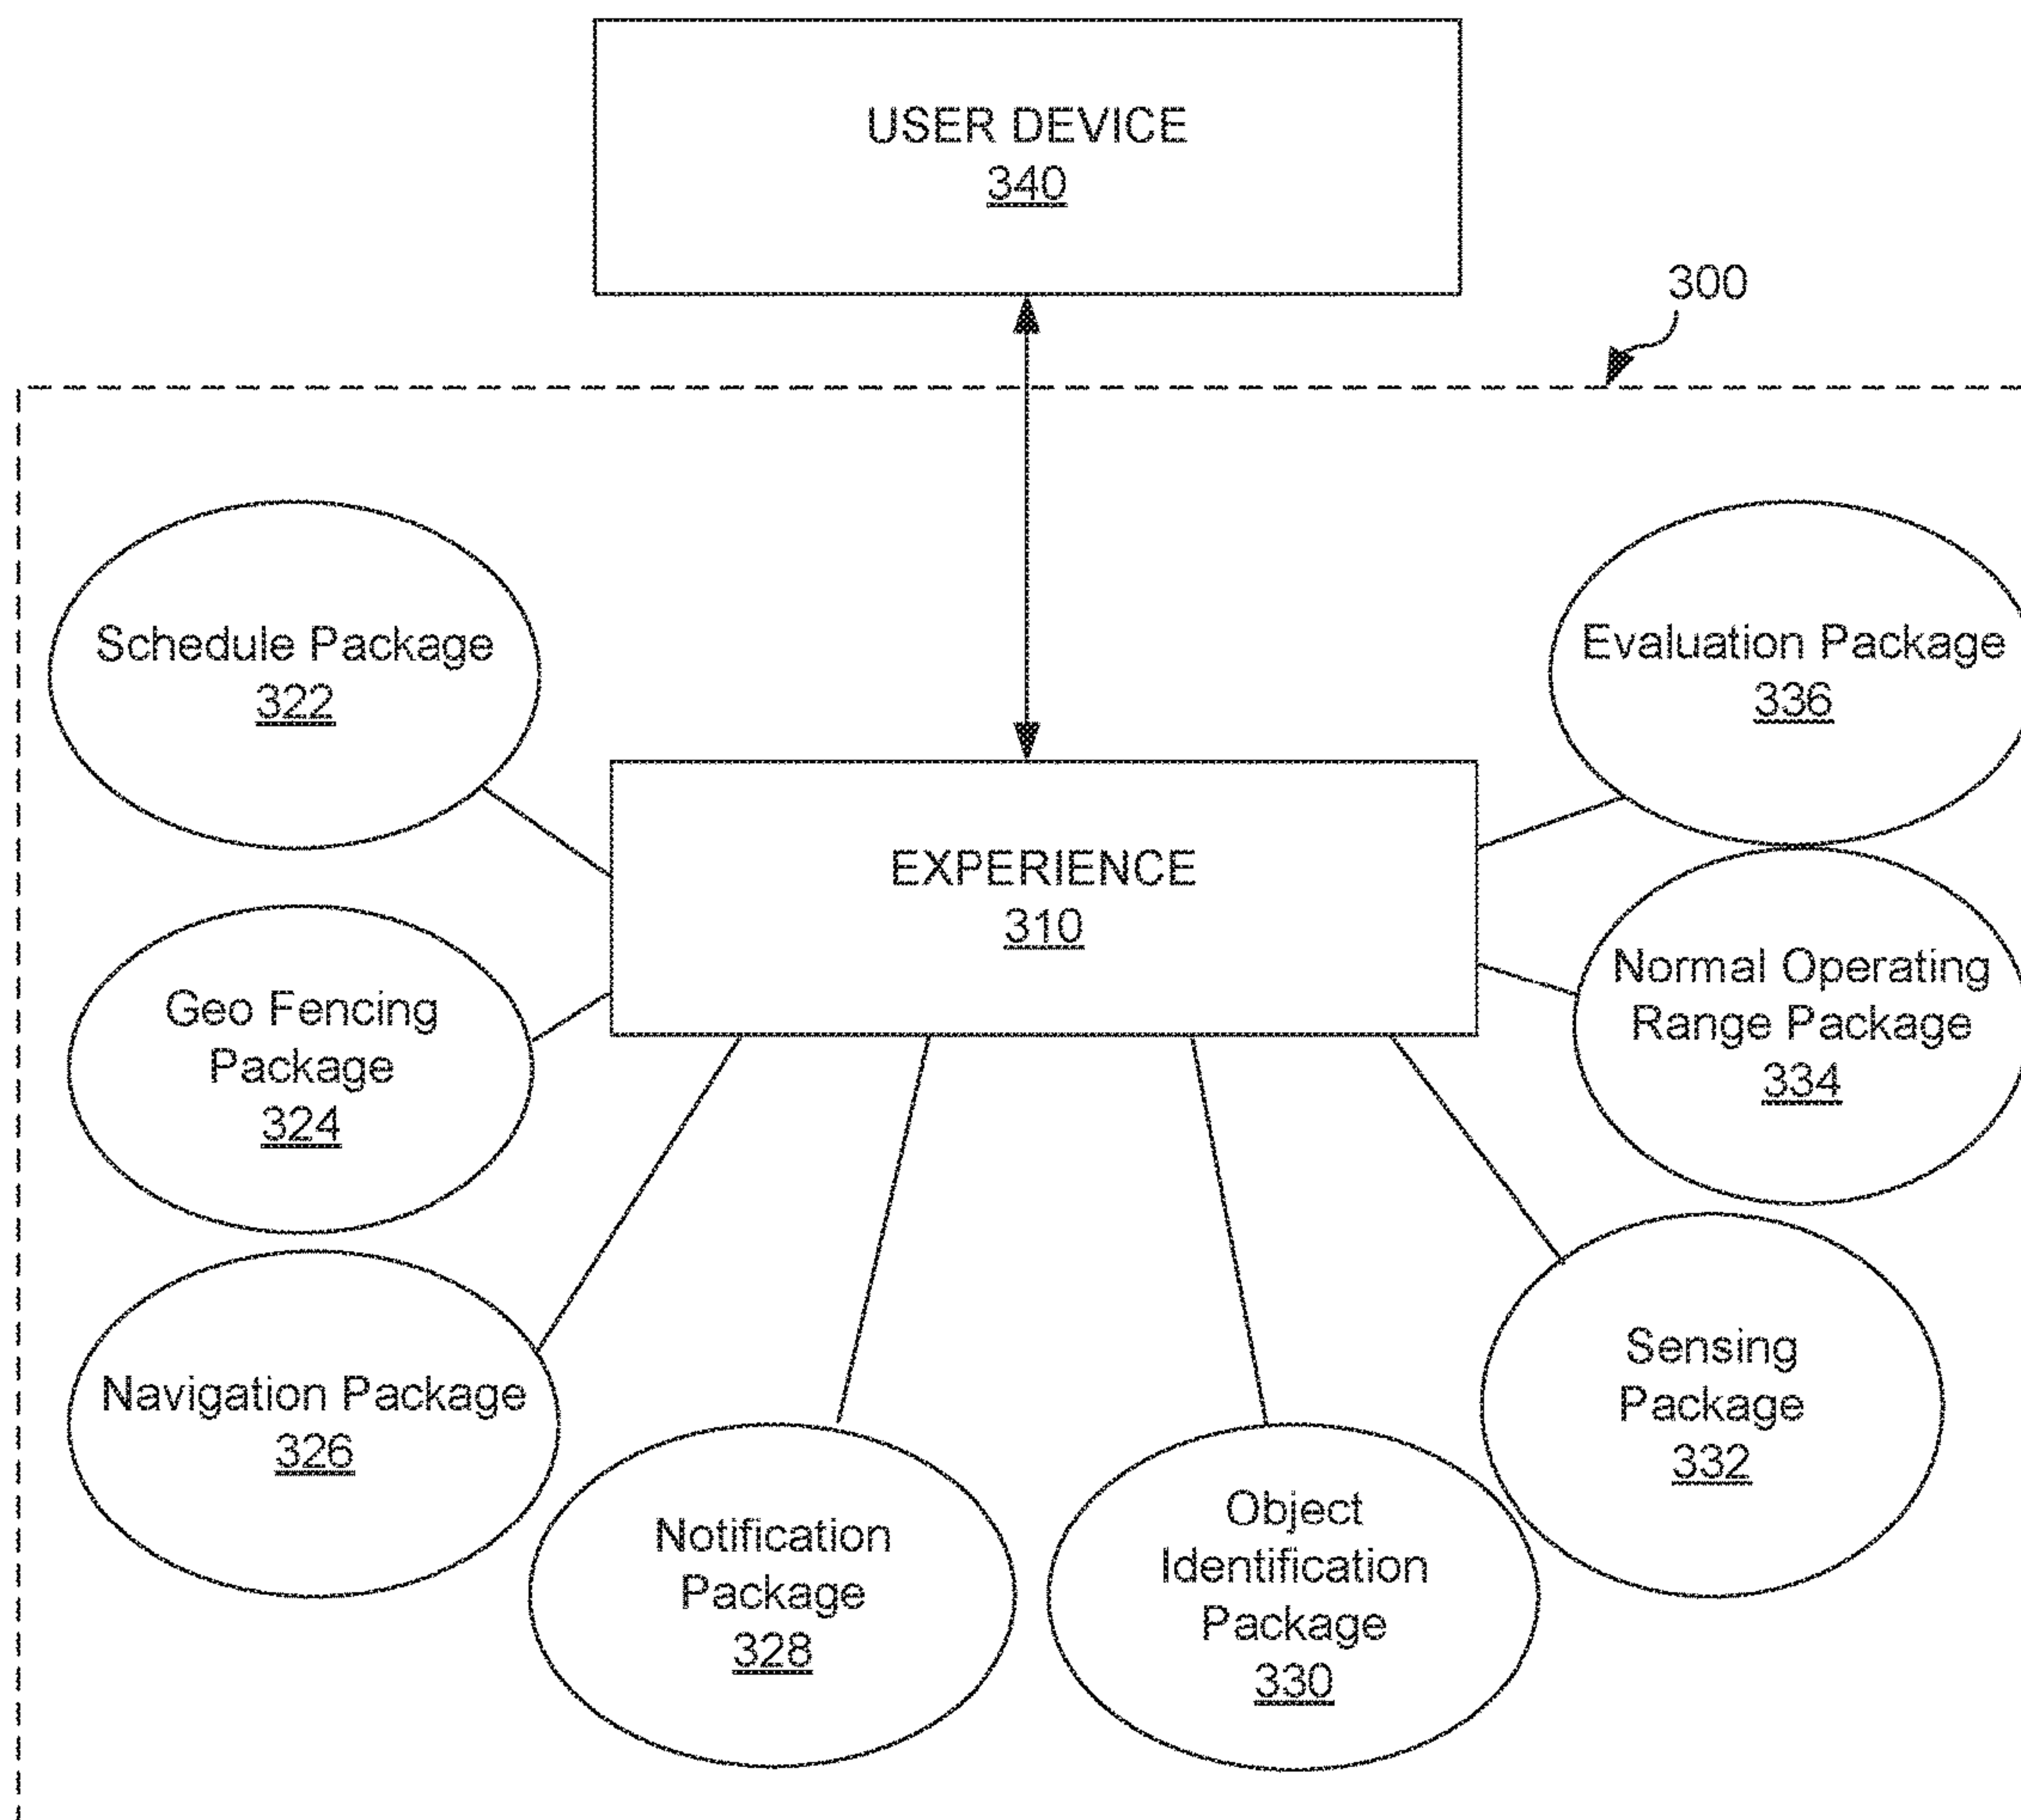 USER DEVICE
340
300
Schedule Package
322
Evaluation Package
336
EXPERIENCE
310
Geo Fencing
Package
324
Normal Operating
Range Package
334
Navigation Package
326
Sensing
Package
332
Notification
Package
328
Object
Identification
Package
330